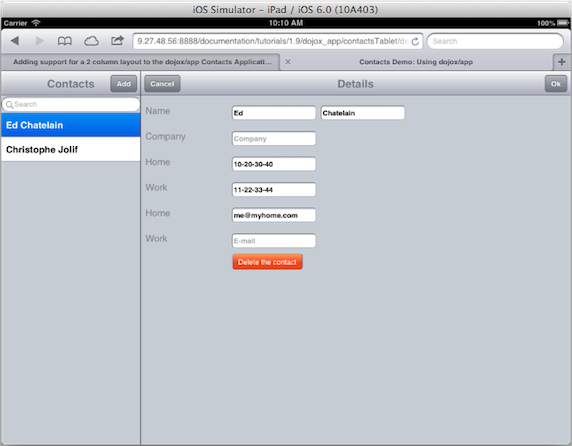 iOS Simulator – iPad / iOS 6.0 (10A403)
Carrier 10:10 AM 100%
9.27.48.56:8888/documentation/tutorials/1.9/dojox_app/contactsTablet/de Search
Adding support for a 2 column layout to the dojox/app Contacts Applicati... Contacts Demo: Using dojox/app
Contacts Add Cancel Details Ok
Search
Ed Chatelain
Christophe Jolif
Name Ed Chatelain
Company Company
Home 10-20-30-40
Work 11-22-33-44
Home me@myhome.com
Work E-mail
Delete the contact